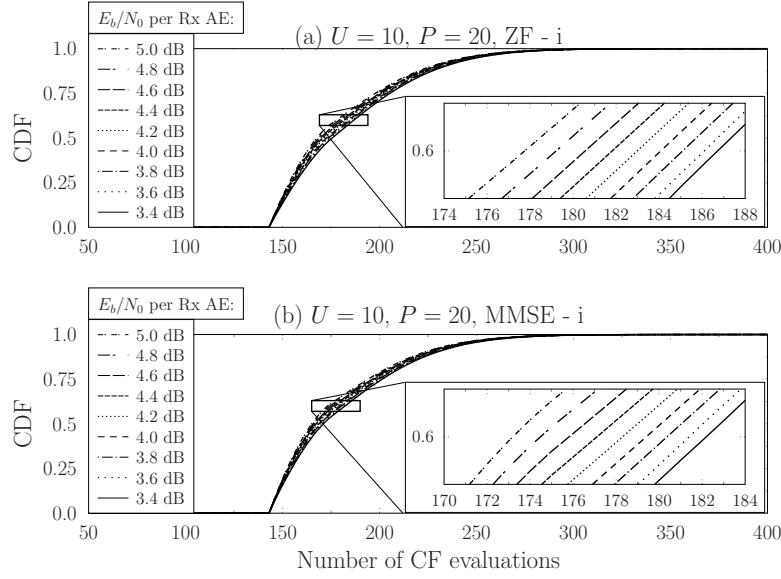 E_b/N_0 per Rx AE:
(a) U = 10, P = 20, ZF - i
5.0 dB
4.8 dB
4.6 dB
4.4 dB
4.2 dB
4.0 dB
3.8 dB
3.6 dB
3.4 dB
CDF
1.0
0.75
0.5
0.25
0.0
0.6
174 176 178 180 182 184 186 188
50 100 150 200 250 300 350 400
E_b/N_0 per Rx AE:
(b) U = 10, P = 20, MMSE - i
5.0 dB
4.8 dB
4.6 dB
4.4 dB
4.2 dB
4.0 dB
3.8 dB
3.6 dB
3.4 dB
CDF
1.0
0.75
0.5
0.25
0.0
0.6
170 172 174 176 178 180 182 184
50 100 150 200 250 300 350 400
Number of CF evaluations